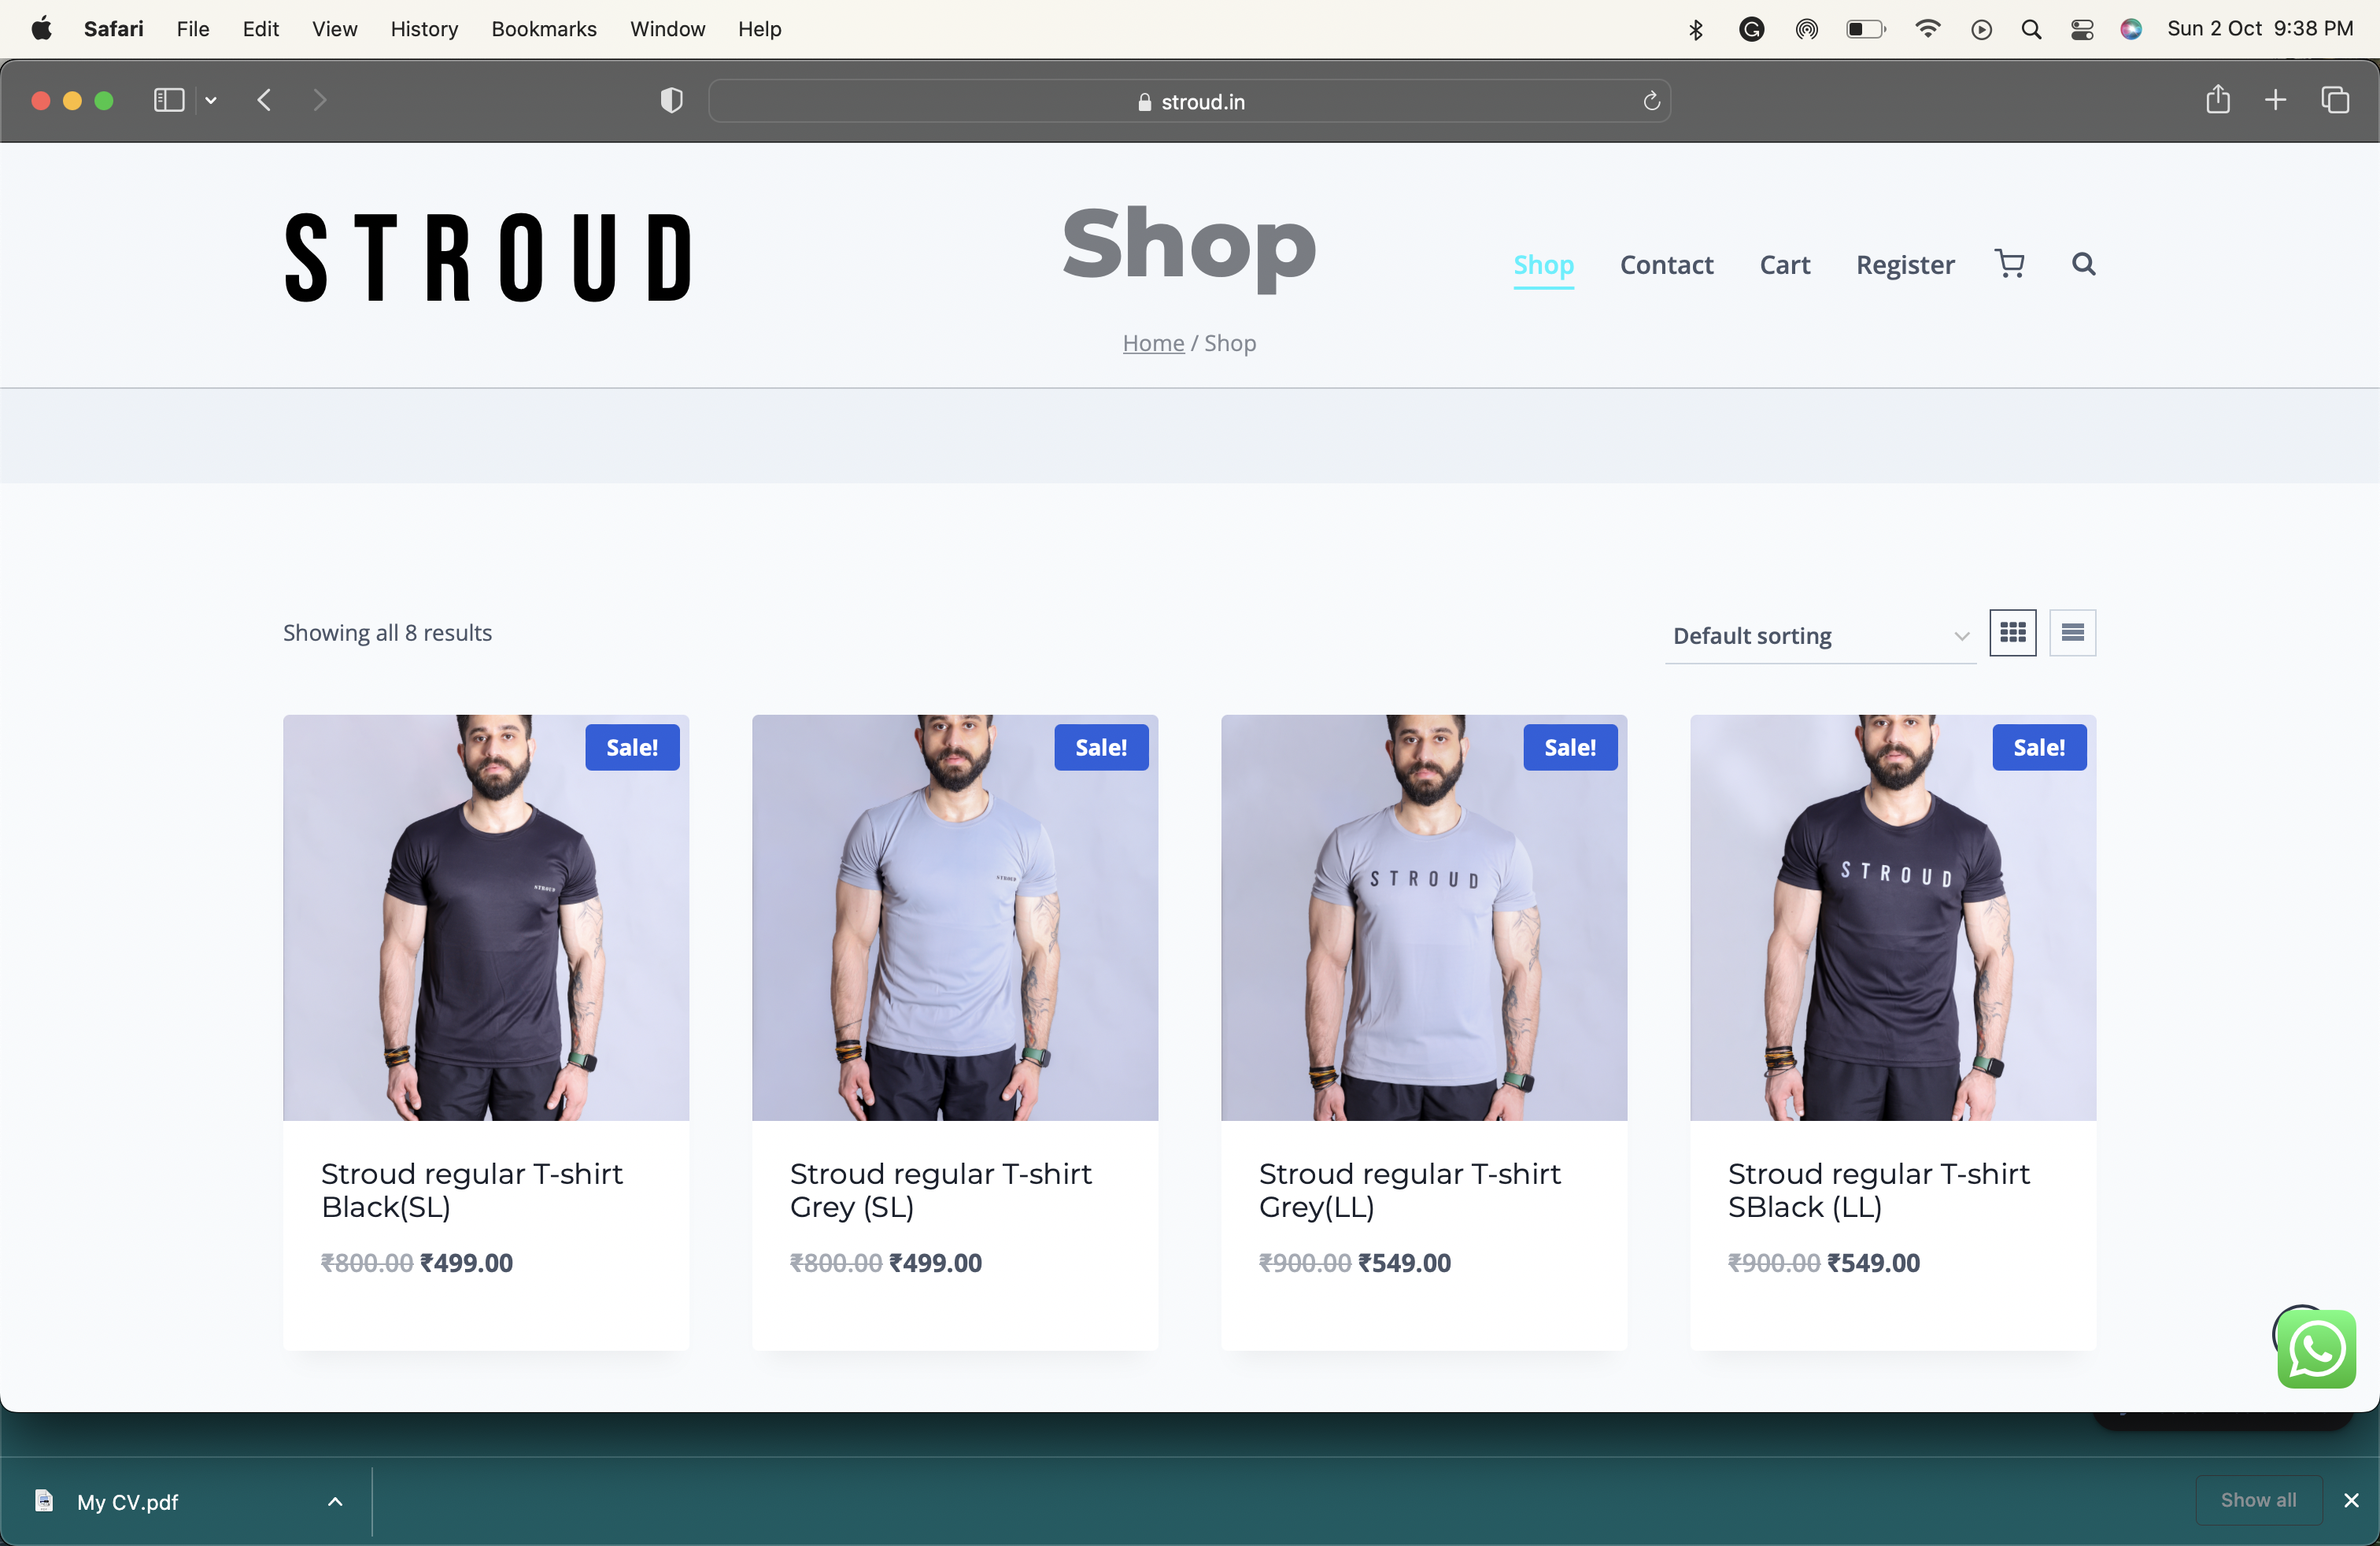 Safari File Edit View History Bookmarks Window Help Sun 2 Oct 9:38 PM
stroud.in
STROUD
Shop
Shop Contact Cart Register
Home / Shop
Showing all 8 results
Default sorting
Sale! Sale! Sale! Sale!
STROUD STROUD STROUD STROUD
Stroud regular T-shirt
Black(SL)
₹800.00 ₹499.00
Stroud regular T-shirt
Grey (SL)
₹800.00 ₹499.00
Stroud regular T-shirt
Grey(LL)
₹900.00 ₹549.00
Stroud regular T-shirt
SBlack (LL)
₹900.00 ₹549.00
My CV.pdf
Show all